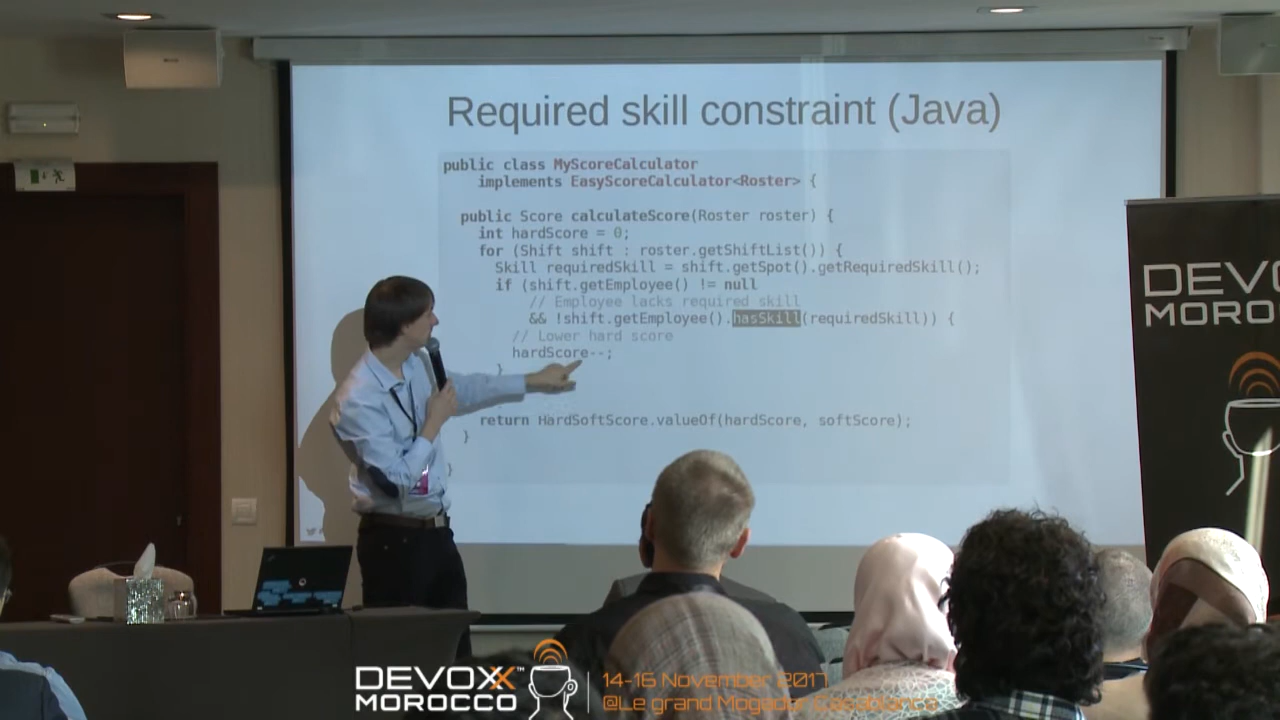 Required skill constraint (Java)
public class MyScoreCalculator
implements EasyScoreCalculator<Roster> {
public Score calculateScore(Roster roster) {
int hardScore = 0;
for (Shift shift : roster.getShiftList()) {
Skill requiredSkill = shift.getSpot().getRequiredSkill();
if (shift.getEmployee() != null
// Employee lacks required skill
&& !shift.getEmployee().hasSkill(requiredSkill)) {
// Lower hard score
hardScore--;
}
return HardSoftScore.valueOf(hardScore, softScore);
}
}
DEVOX
MORO
DEVOXX™
MOROCCO
14-16 November 2017
@Le grand Mogador Casablanca